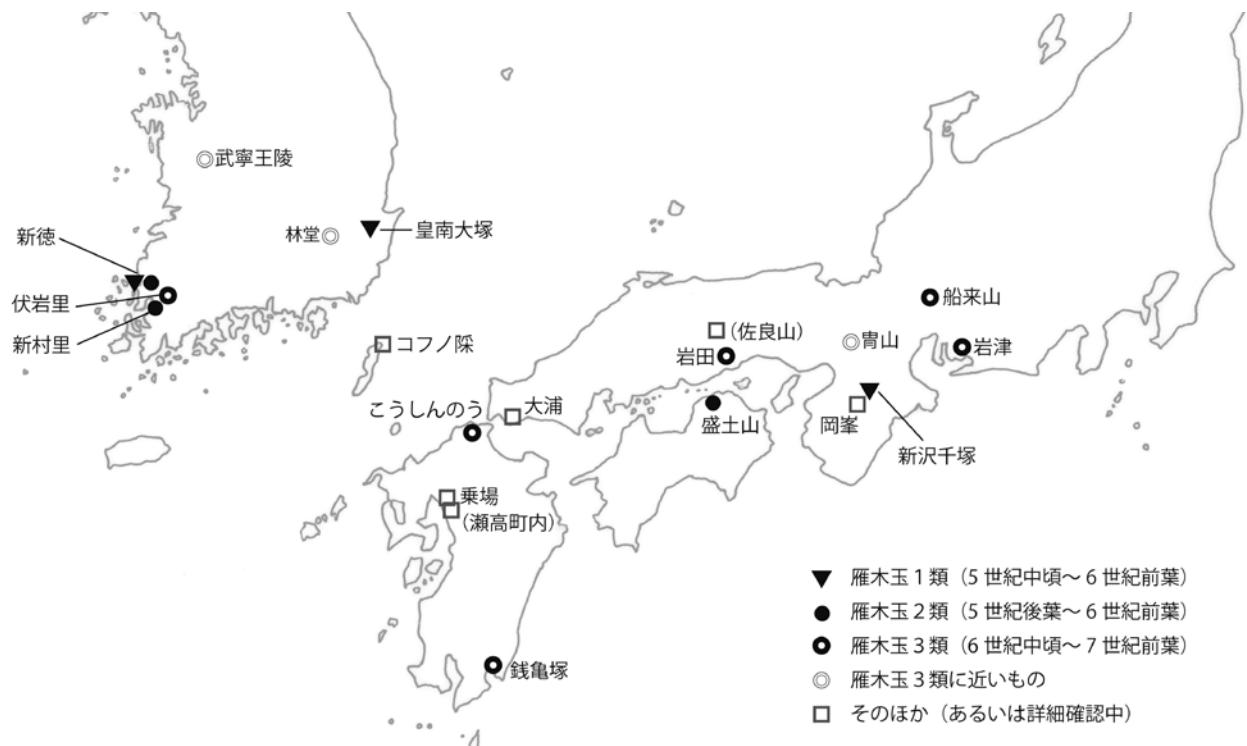 武寧王陵
新徳
林堂
皇南大塚
伏岩里
新村里
コフノ𨺉
(佐良山)
岩田
冑山
船来山
岩津
こうしんのう
大浦
盛土山
岡峯
新沢千塚
乗場
(瀬高町内)
銭亀塚
雁木玉1類（5世紀中頃～6世紀前葉）
雁木玉2類（5世紀後葉～6世紀前葉）
雁木玉3類（6世紀中頃～7世紀前葉）
雁木玉3類に近いもの
そのほか（あるいは詳細確認中）